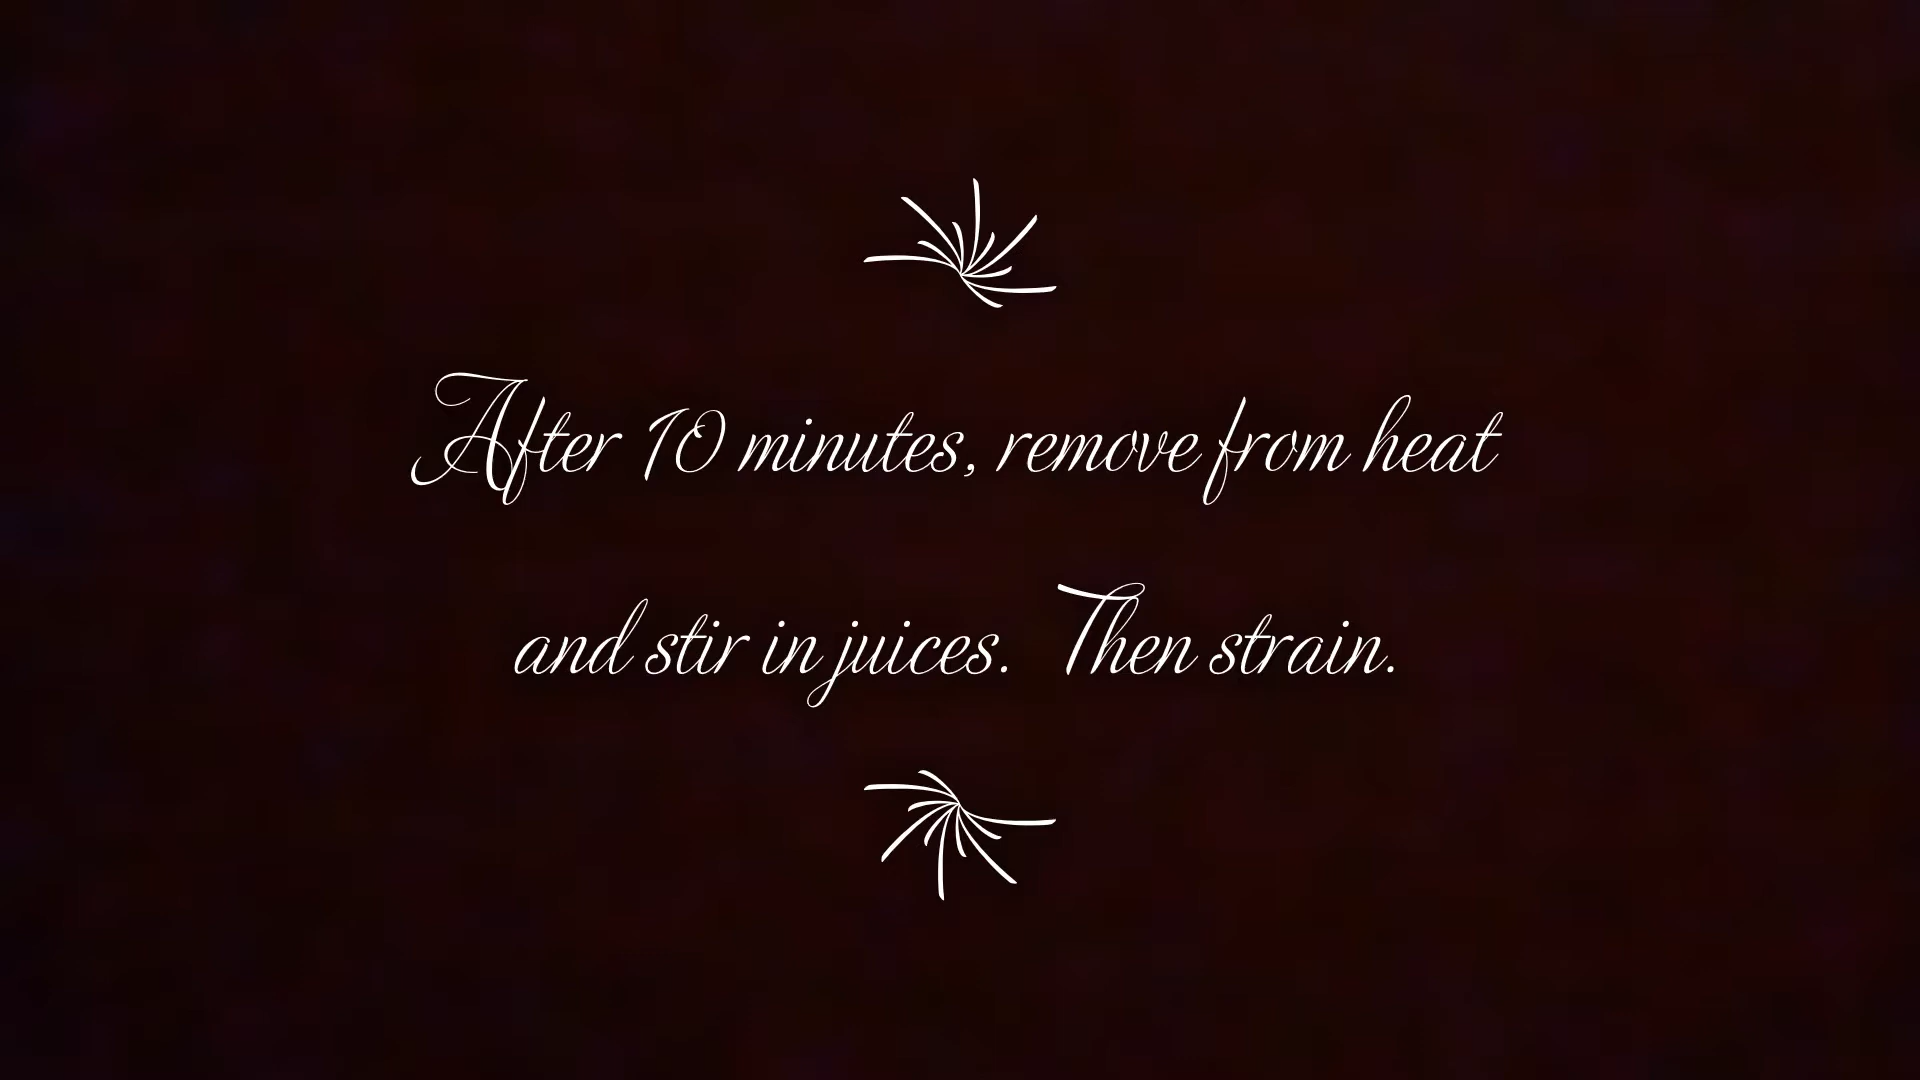 After 10 minutes, remove from heat
and stir in juices. Then strain.